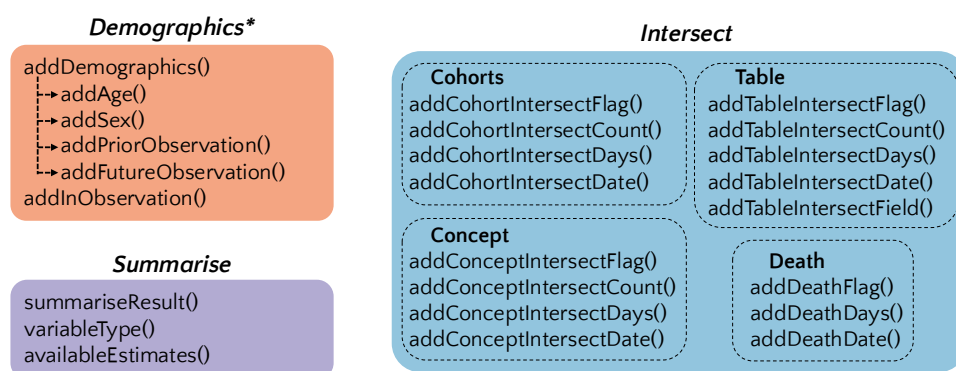 Demographics*
addDemographics()
addAge()
addSex()
addPriorObservation()
addFutureObservation()
addInObservation()
Summarise
summariseResult()
variableType()
availableEstimates()
Intersect
Cohorts
addCohortIntersectFlag()
addCohortIntersectCount()
addCohortIntersectDays()
addCohortIntersectDate()
Table
addTableIntersectFlag()
addTableIntersectCount()
addTableIntersectDays()
addTableIntersectDate()
addTableIntersectField()
Concept
addConceptIntersectFlag()
addConceptIntersectCount()
addConceptIntersectDays()
addConceptIntersectDate()
Death
addDeathFlag()
addDeathDays()
addDeathDate()